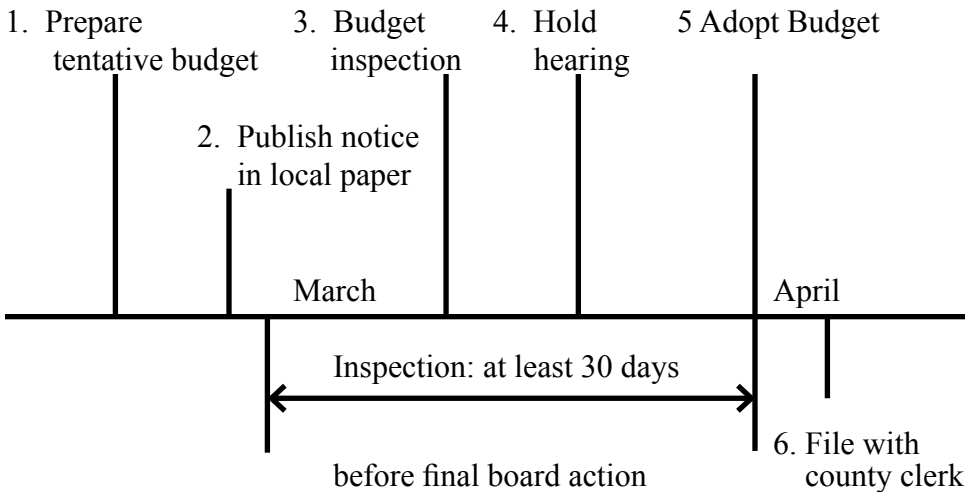 1. Prepare
tentative budget
2. Publish notice
in local paper
3. Budget
inspection
4. Hold
hearing
5 Adopt Budget
March
April
Inspection: at least 30 days
before final board action
6. File with
county clerk